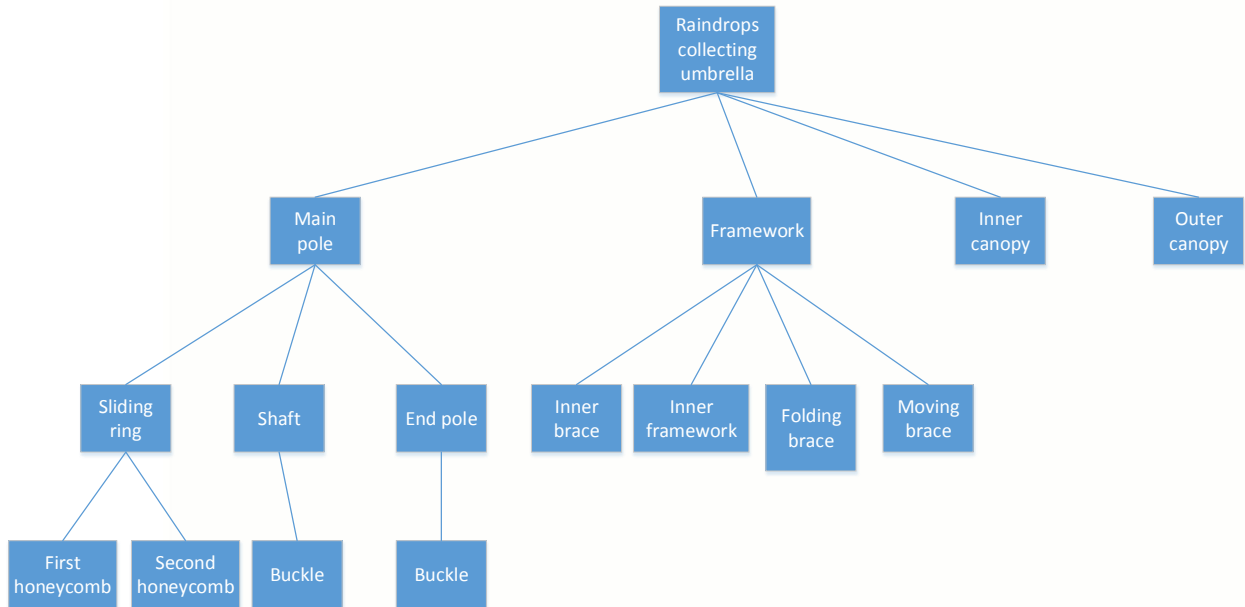 Raindrops
collecting
umbrella
Main
pole
Framework
Inner
canopy
Outer
canopy
Sliding
ring
Shaft
End pole
Inner
brace
Inner
framework
Folding
brace
Moving
brace
First
honeycomb
Second
honeycomb
Buckle
Buckle